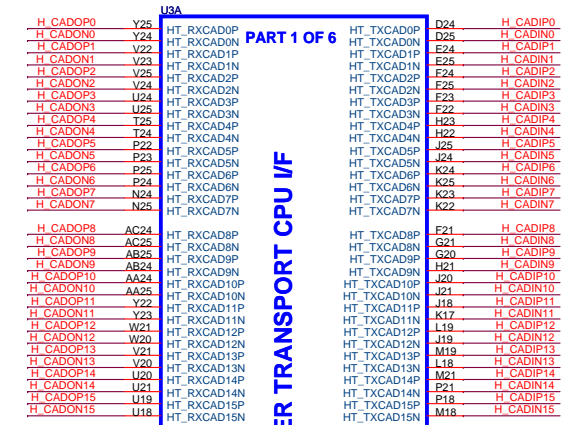 U3A
H_CADOP0 Y25 HT_RXCAD0P PART 1 OF 6 HT_TXCAD0P D24 H_CADIP0
H_CADON0 Y24 HT_RXCAD0N HT_TXCAD0N D25 H_CADIN0
H_CADOP1 V22 HT_RXCAD1P HT_TXCAD1P E24 H_CADIP1
H_CADON1 V23 HT_RXCAD1N HT_TXCAD1N E25 H_CADIN1
H_CADOP2 V25 HT_RXCAD2P HT_TXCAD2P F24 H_CADIP2
H_CADON2 V24 HT_RXCAD2N HT_TXCAD2N F25 H_CADIN2
H_CADOP3 U24 HT_RXCAD3P HT_TXCAD3P F23 H_CADIP3
H_CADON3 U25 HT_RXCAD3N HT_TXCAD3N F22 H_CADIN3
H_CADOP4 T25 HT_RXCAD4P HT_TXCAD4P H23 H_CADIP4
H_CADON4 T24 HT_RXCAD4N HT_TXCAD4N H22 H_CADIN4
H_CADOP5 P22 HT_RXCAD5P HT_TXCAD5P J25 H_CADIP5
H_CADON5 P23 HT_RXCAD5N HT_TXCAD5N J24 H_CADIN5
H_CADOP6 P25 HT_RXCAD6P HT_TXCAD6P K24 H_CADIP6
H_CADON6 P24 HT_RXCAD6N HT_TXCAD6N K25 H_CADIN6
H_CADOP7 N24 HT_RXCAD7P HT_TXCAD7P K23 H_CADIP7
H_CADON7 N25 HT_RXCAD7N HT_TXCAD7N K22 H_CADIN7
H_CADOP8 AC24 HT_RXCAD8P HT_TXCAD8P F21 H_CADIP8
H_CADON8 AC25 HT_RXCAD8N HT_TXCAD8N G21 H_CADIN8
H_CADOP9 AB25 HT_RXCAD9P HT_TXCAD9P G20 H_CADIP9
H_CADON9 AB24 HT_RXCAD9N HT_TXCAD9N H21 H_CADIN9
H_CADOP10 AA24 HT_RXCAD10P HT_TXCAD10P J20 H_CADIP10
H_CADON10 AA25 HT_RXCAD10N HT_TXCAD10N J21 H_CADIN10
H_CADOP11 Y22 HT_RXCAD11P HT_TXCAD11P J18 H_CADIP11
H_CADON11 Y23 HT_RXCAD11N HT_TXCAD11N K17 H_CADIN11
H_CADOP12 W21 HT_RXCAD12P HT_TXCAD12P L19 H_CADIP12
H_CADON12 W20 HT_RXCAD12N HT_TXCAD12N J19 H_CADIN12
H_CADOP13 V21 HT_RXCAD13P HT_TXCAD13P M19 H_CADIP13
H_CADON13 V20 HT_RXCAD13N HT_TXCAD13N L18 H_CADIN13
H_CADOP14 U20 HT_RXCAD14P HT_TXCAD14P M21 H_CADIP14
H_CADON14 U21 HT_RXCAD14N HT_TXCAD14N P21 H_CADIN14
H_CADOP15 U19 HT_RXCAD15P HT_TXCAD15P P18 H_CADIP15
H_CADON15 U18 HT_RXCAD15N HT_TXCAD15N M18 H_CADIN15
ER TRANSPORT CPU I/F